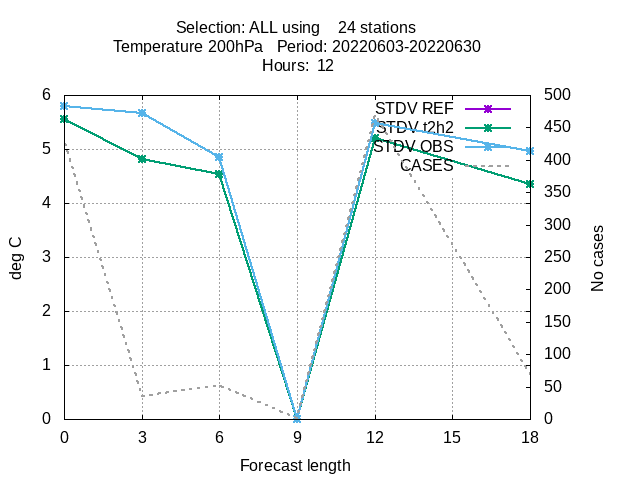 Selection: ALL using    24 stations
Temperature 200hPa   Period: 20220603-20220630
Hours:  12
STDV REF
STDV t2h2
STDV OBS
CASES
6
5
4
3
2
1
0
deg C
500
450
400
350
300
250
200
150
100
50
0
No cases
0 3 6 9 12 15 18
Forecast length